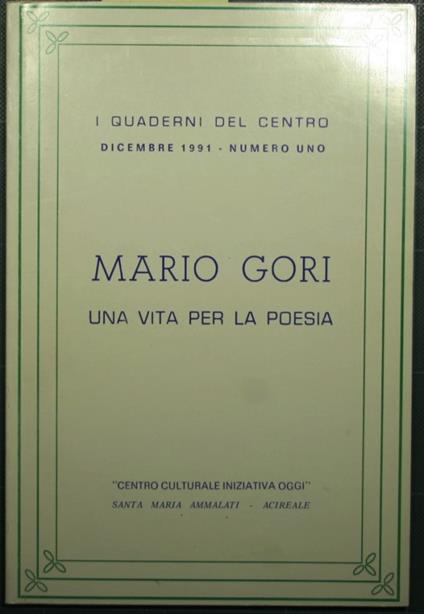 I QUADERNI DEL CENTRO
DICEMBRE 1991 - NUMERO UNO
MARIO GORI
UNA VITA PER LA POESIA
"CENTRO CULTURALE INIZIATIVA OGGI"
SANTA MARIA AMMALATI - ACIREALE